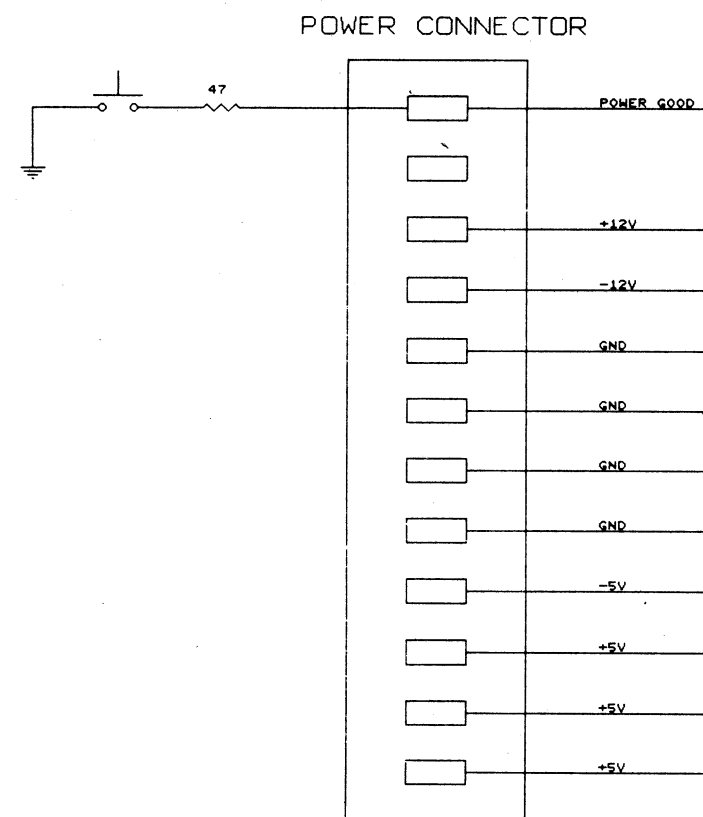 POWER CONNECTOR
47
POWER GOOD
+12V
-12V
GND
GND
GND
GND
-5V
+5V
+5V
+5V